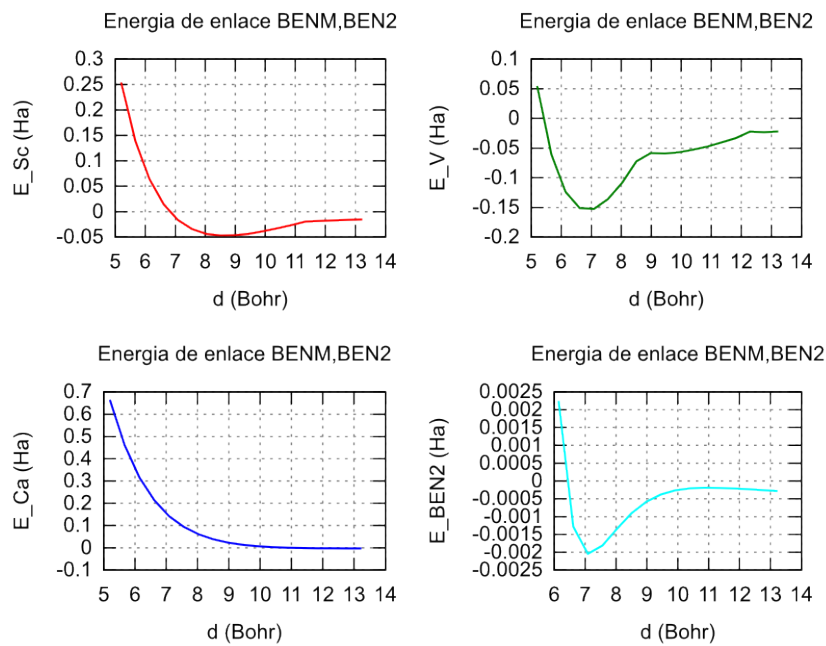 Energia de enlace BENM,BEN2
E_Sc (Ha)
0.3
0.25
0.2
0.15
0.1
0.05
0
-0.05
5 6 7 8 9 10 11 12 13 14
d (Bohr)
Energia de enlace BENM,BEN2
E_V (Ha)
0.1
0.05
0
-0.05
-0.1
-0.15
-0.2
5 6 7 8 9 10 11 12 13 14
d (Bohr)
Energia de enlace BENM,BEN2
E_Ca (Ha)
0.7
0.6
0.5
0.4
0.3
0.2
0.1
0
-0.1
5 6 7 8 9 10 11 12 13 14
d (Bohr)
Energia de enlace BENM,BEN2
E_BEN2 (Ha)
0.0025
0.002
0.0015
0.001
0.0005
0
-0.0005
-0.001
-0.0015
-0.002
-0.0025
6 7 8 9 10 11 12 13 14
d (Bohr)